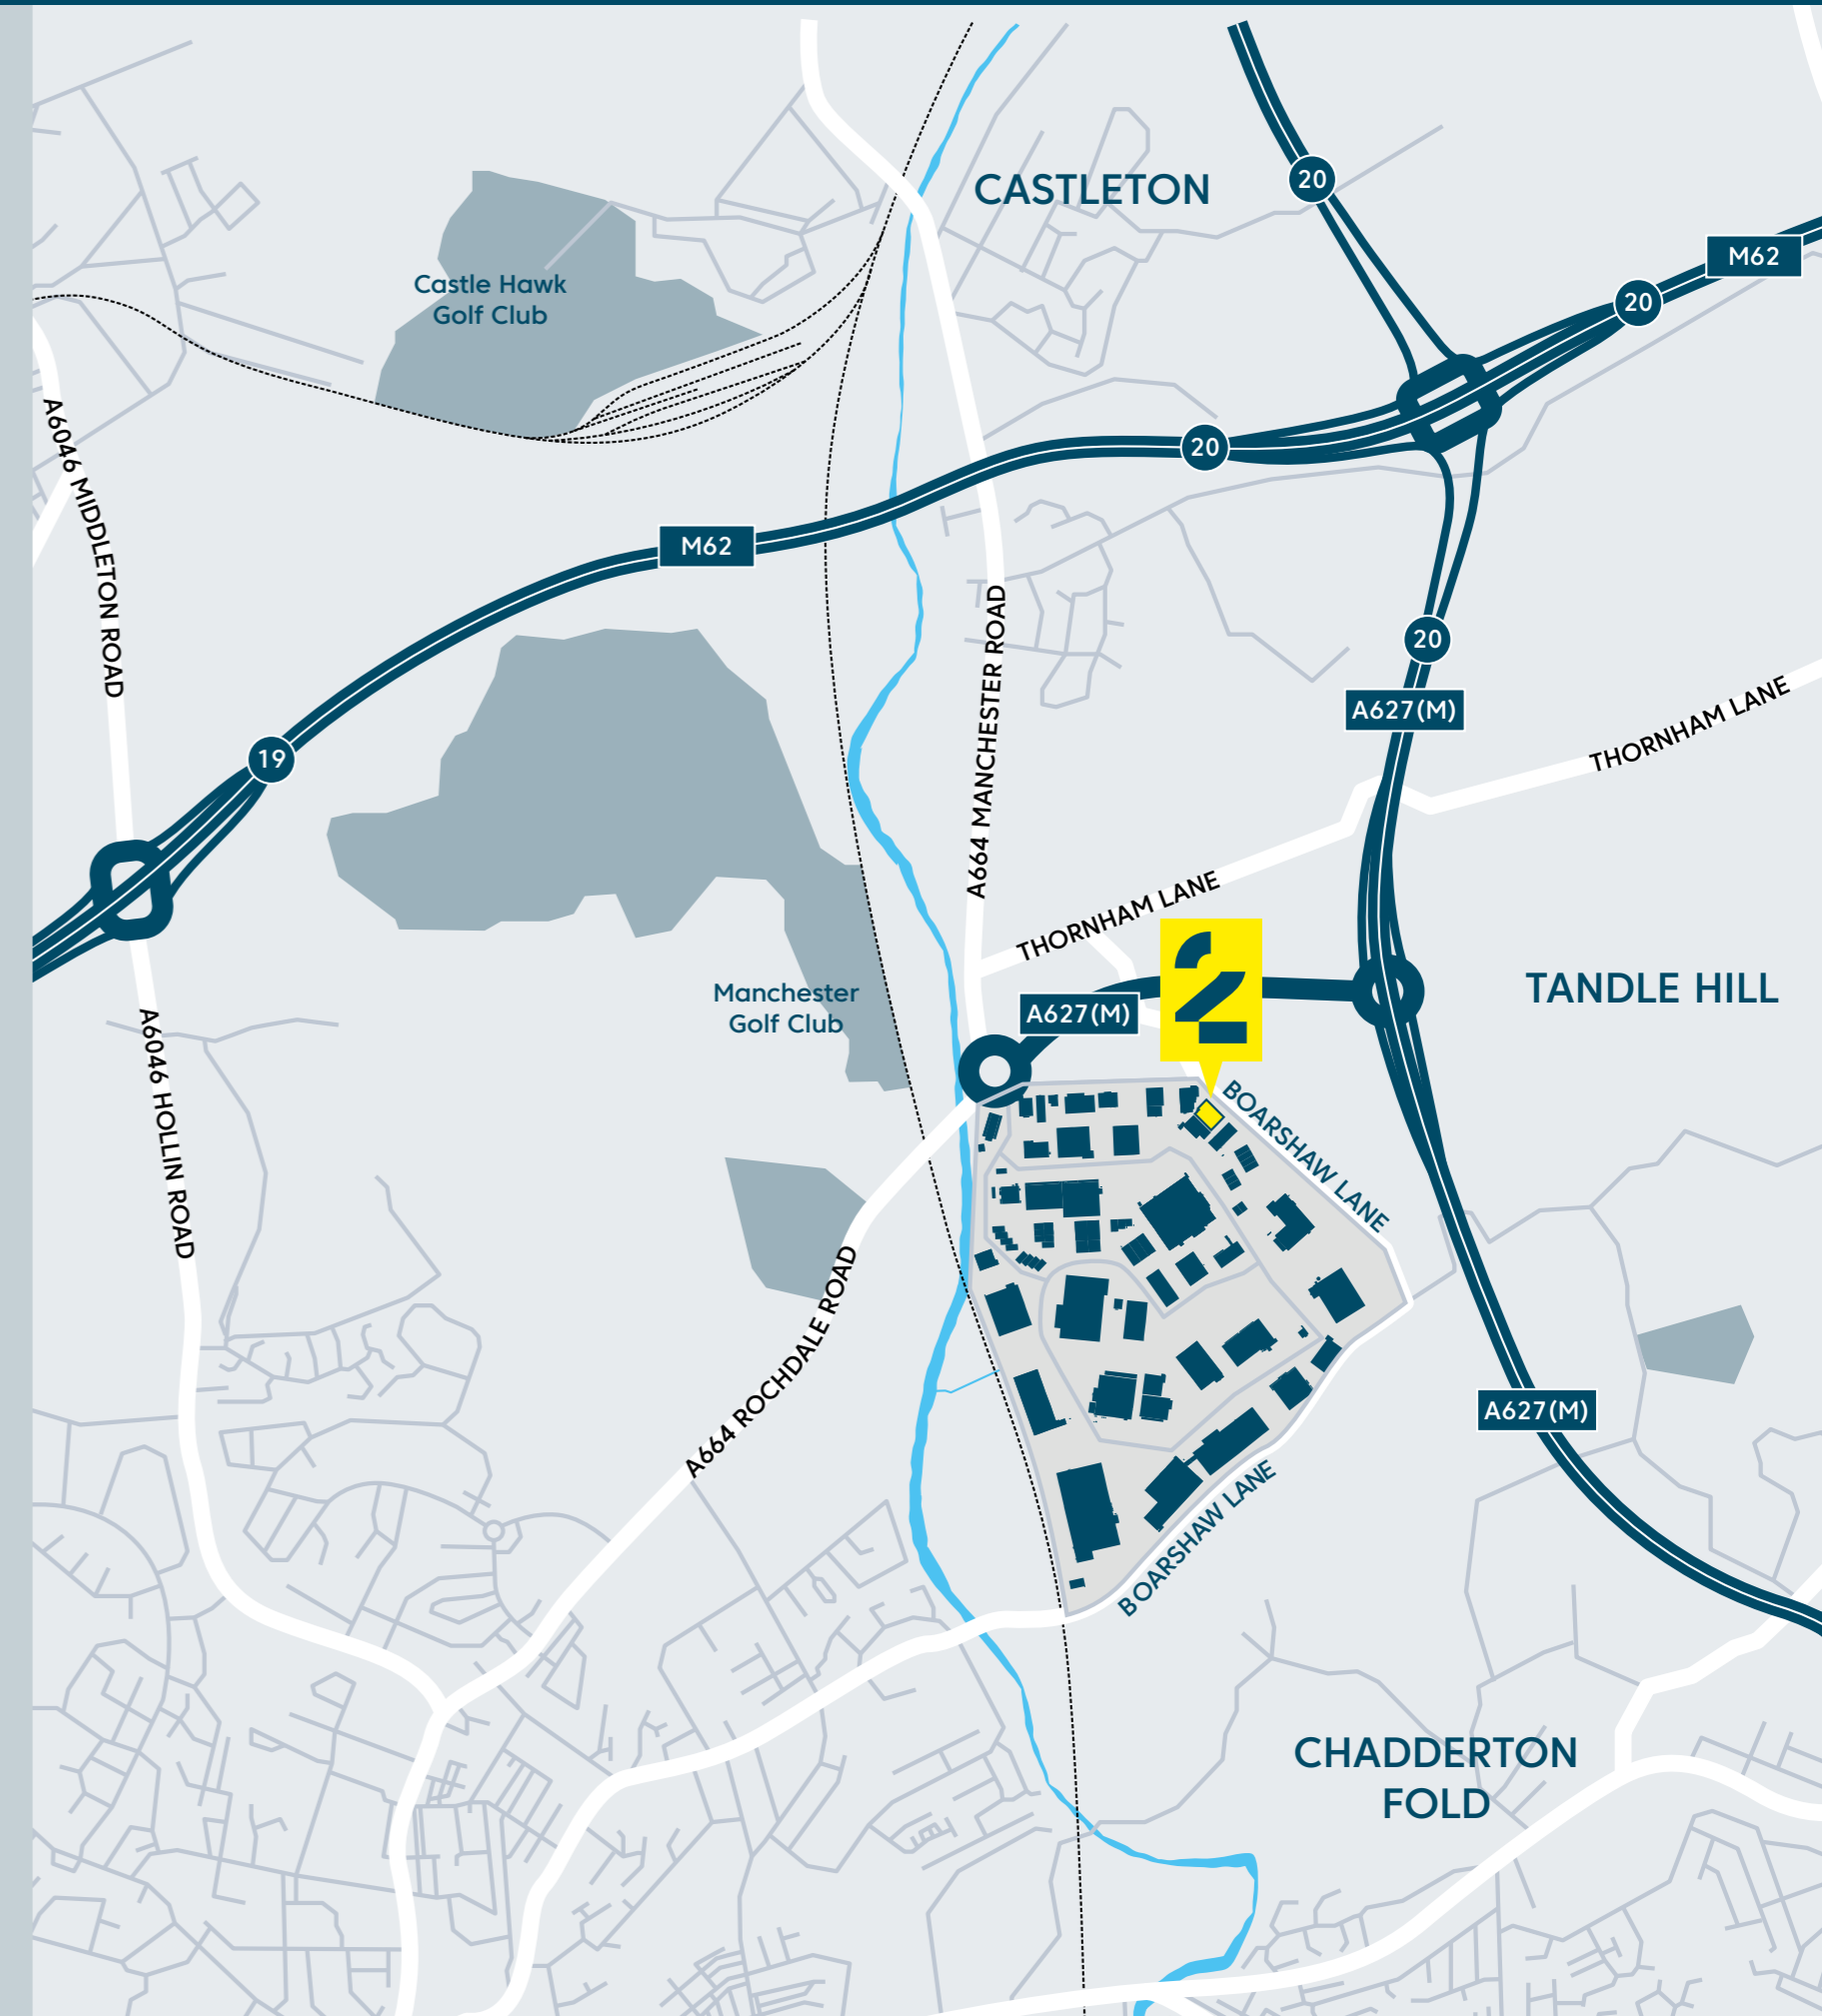 20
CASTLETON
M62
Castle Hawk
Golf Club
20
A6046 MIDDLETON ROAD
20
M62
A664 MANCHESTER ROAD
20
A627(M)
THORNHAM LANE
19
THORNHAM LANE
2
TANDLE HILL
Manchester
Golf Club
A627(M)
A6046 HOLLIN ROAD
BOARSHAW LANE
A664 ROCHDALE ROAD
A627(M)
BOARSHAW LANE
CHADDERTON
FOLD